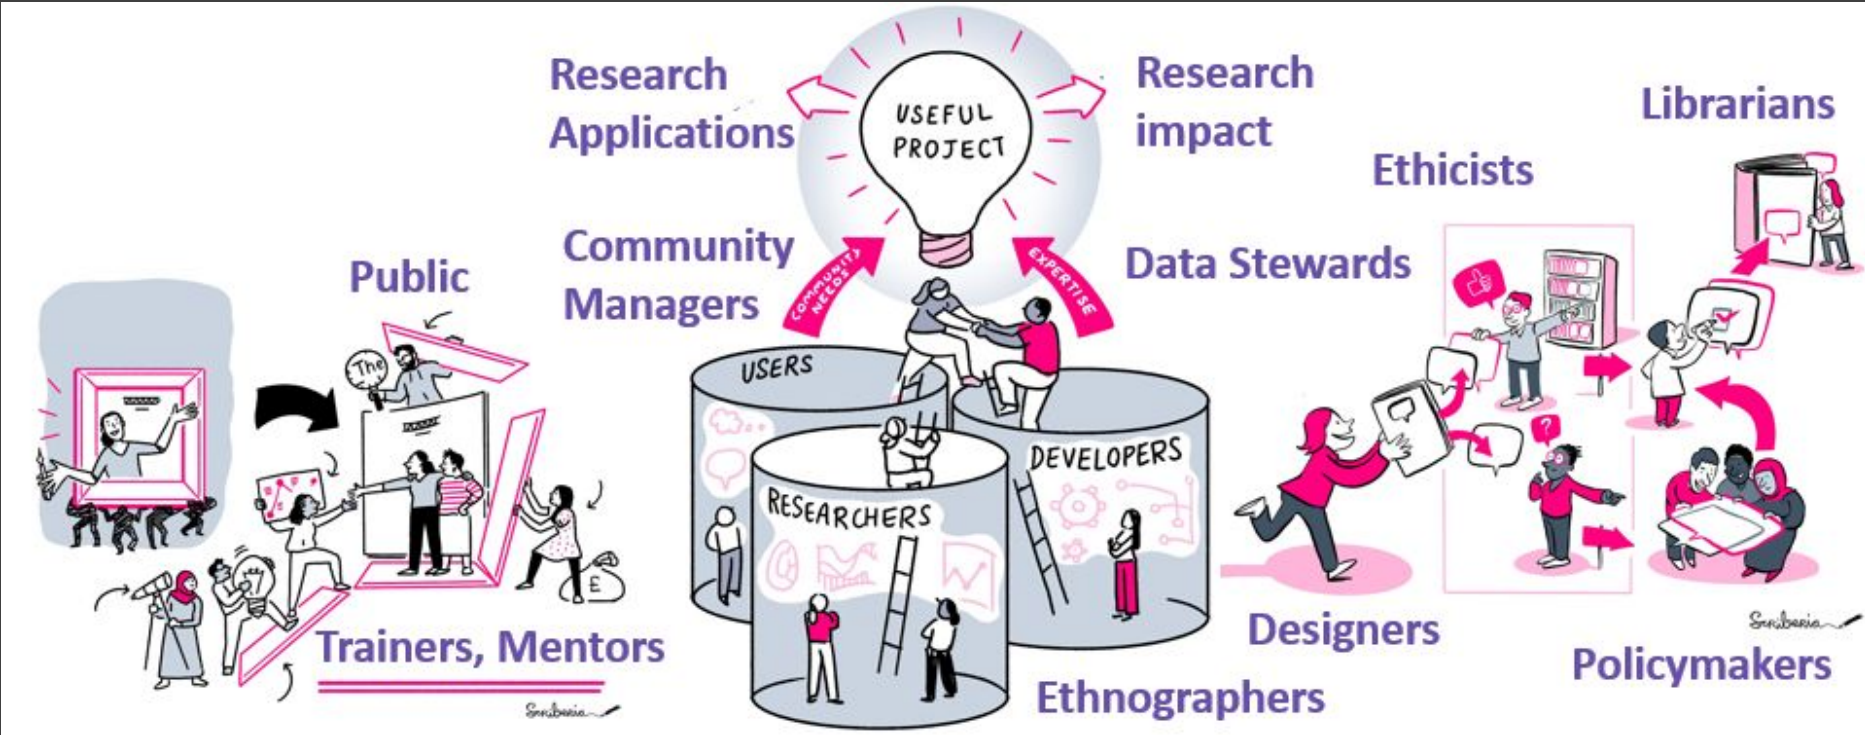 Research
Applications
USEFUL
PROJECT
Research
impact
Librarians
Ethicists
Community
Managers
COMMUNITY
NEEDS
EXPERTISE
Data Stewards
Public
The
USERS
DEVELOPERS
RESEARCHERS
?
E
Trainers, Mentors
Designers
Policymakers
Ethnographers
Scriberia
Scriberia